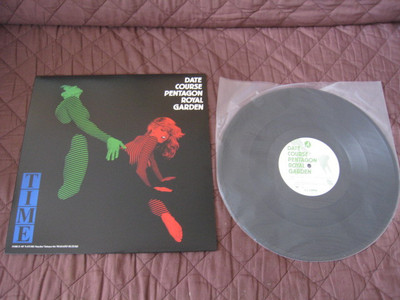 DATE
COURSE
PENTAGON
ROYAL
GARDEN
TIME
DATE
COURSE
PENTAGON
ROYAL
GARDEN